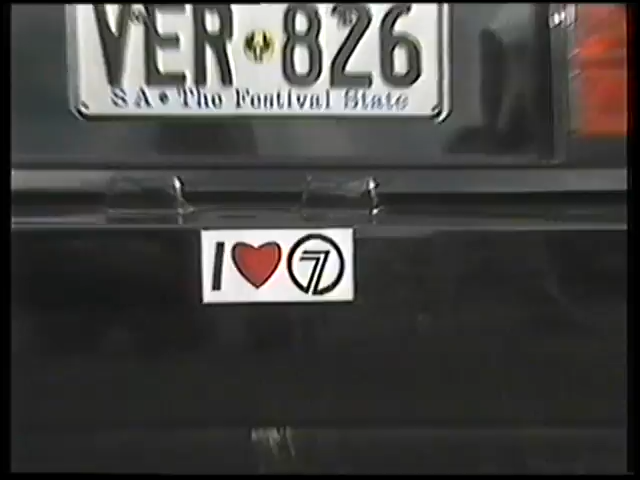 VER 826
SA • The Festival State
I ❤ 7